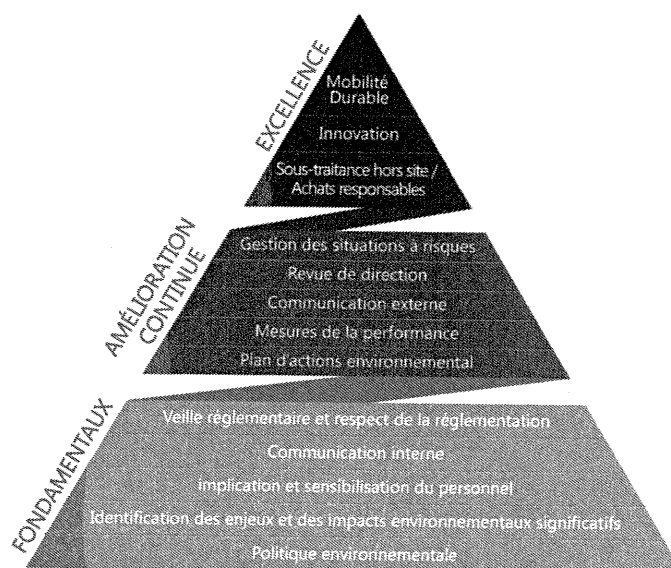 EXCELLENCE
Mobilité
Durable
Innovation
Sous-traitance hors site /
Achats responsables
AMÉLIORATION
CONTINUE
Gestion des situations à risques
Revue de direction
Communication externe
Mesures de la performance
Plan d'actions environnemental
FONDAMENTAUX
Veille réglementaire et respect de la réglementation
Communication interne
implication et sensibilisation du personnel
Identification des enjeux et des impacts environnementaux significatifs
Politique environnementale